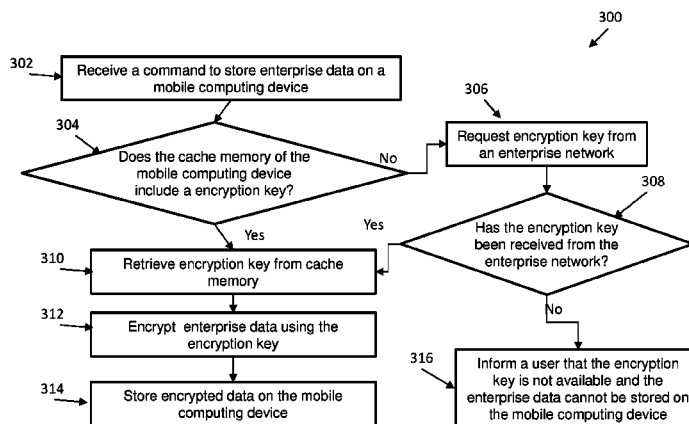 300
302
Receive a command to store enterprise data on a
mobile computing device
304
306
Does the cache memory of the
mobile computing device
include a encryption key?
No
Request encryption key from
an enterprise network
308
Yes
Yes
Has the encryption key
been received from the
enterprise network?
310
Retrieve encryption key from cache
memory
312
Encrypt enterprise data using the
encryption key
No
314
Store encrypted data on the mobile
computing device
316
Inform a user that the encryption
key is not available and the
enterprise data cannot be stored on
the mobile computing device